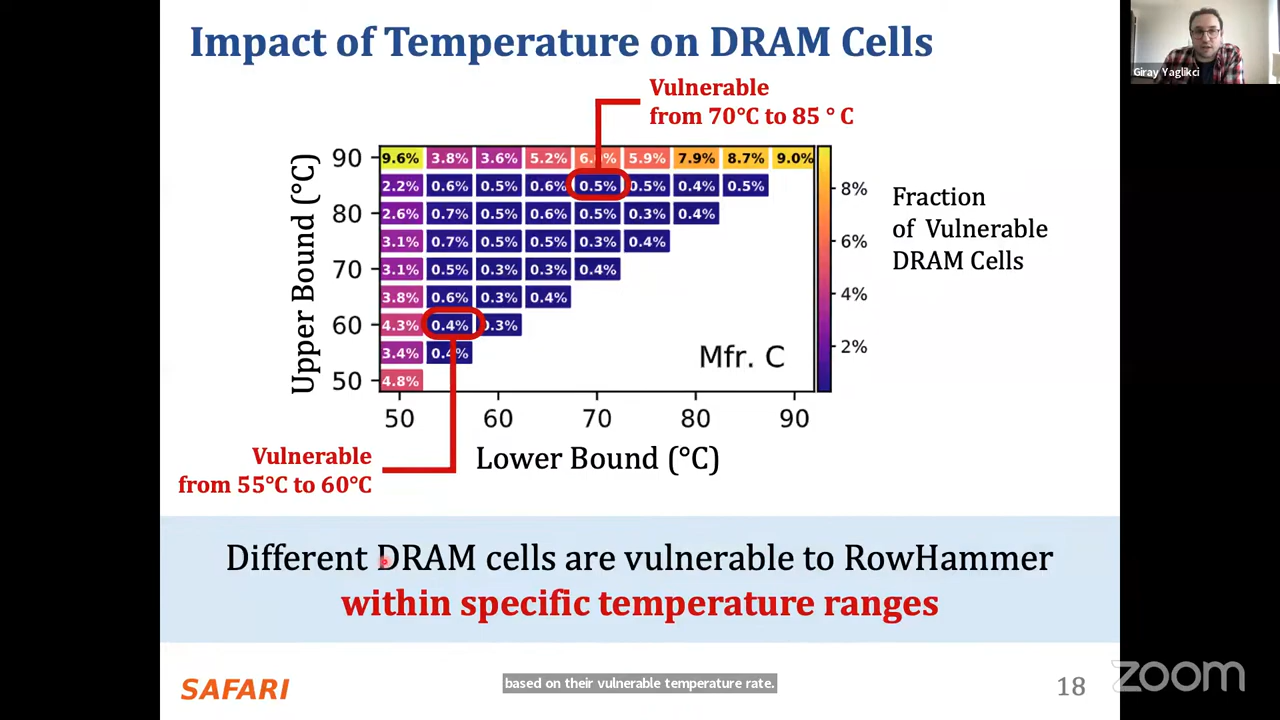 Impact of Temperature on DRAM Cells
Giray Yaglikci
Vulnerable
from 70°C to 85 ° C
Upper Bound (°C)
90 9.6% 3.8% 3.6% 5.2% 5.9% 7.9% 8.7% 9.0%
2.2% 0.6% 0.5% 0.6% 0.5% 0.5% 0.4% 0.5%
80 2.6% 0.7% 0.5% 0.6% 0.5% 0.3% 0.4%
3.1% 0.7% 0.5% 0.5% 0.3% 0.4%
70 3.1% 0.5% 0.3% 0.3% 0.4%
3.8% 0.6% 0.3% 0.4%
60 4.3% 0.4% 0.3%
3.4% 0.4%
50 4.8%
Mfr. C
50 60 70 80 90
Lower Bound (°C)
8%
6%
4%
2%
Fraction
of Vulnerable
DRAM Cells
Vulnerable
from 55°C to 60°C
Different DRAM cells are vulnerable to RowHammer
within specific temperature ranges
SAFARI
based on their vulnerable temperature rate.
18
zoom